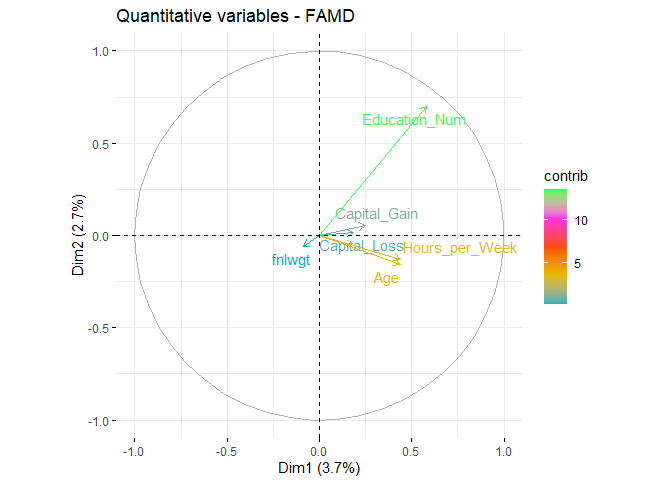 Quantitative variables - FAMD
1.0
Education_Num
0.5
contrib
Capital_Gain
10
Dim2 (2.7%)
0.0
Capital_Loss
Hours_per_Week
fnlwgt
5
Age
-0.5
-1.0
-1.0 -0.5 0.0 0.5 1.0
Dim1 (3.7%)